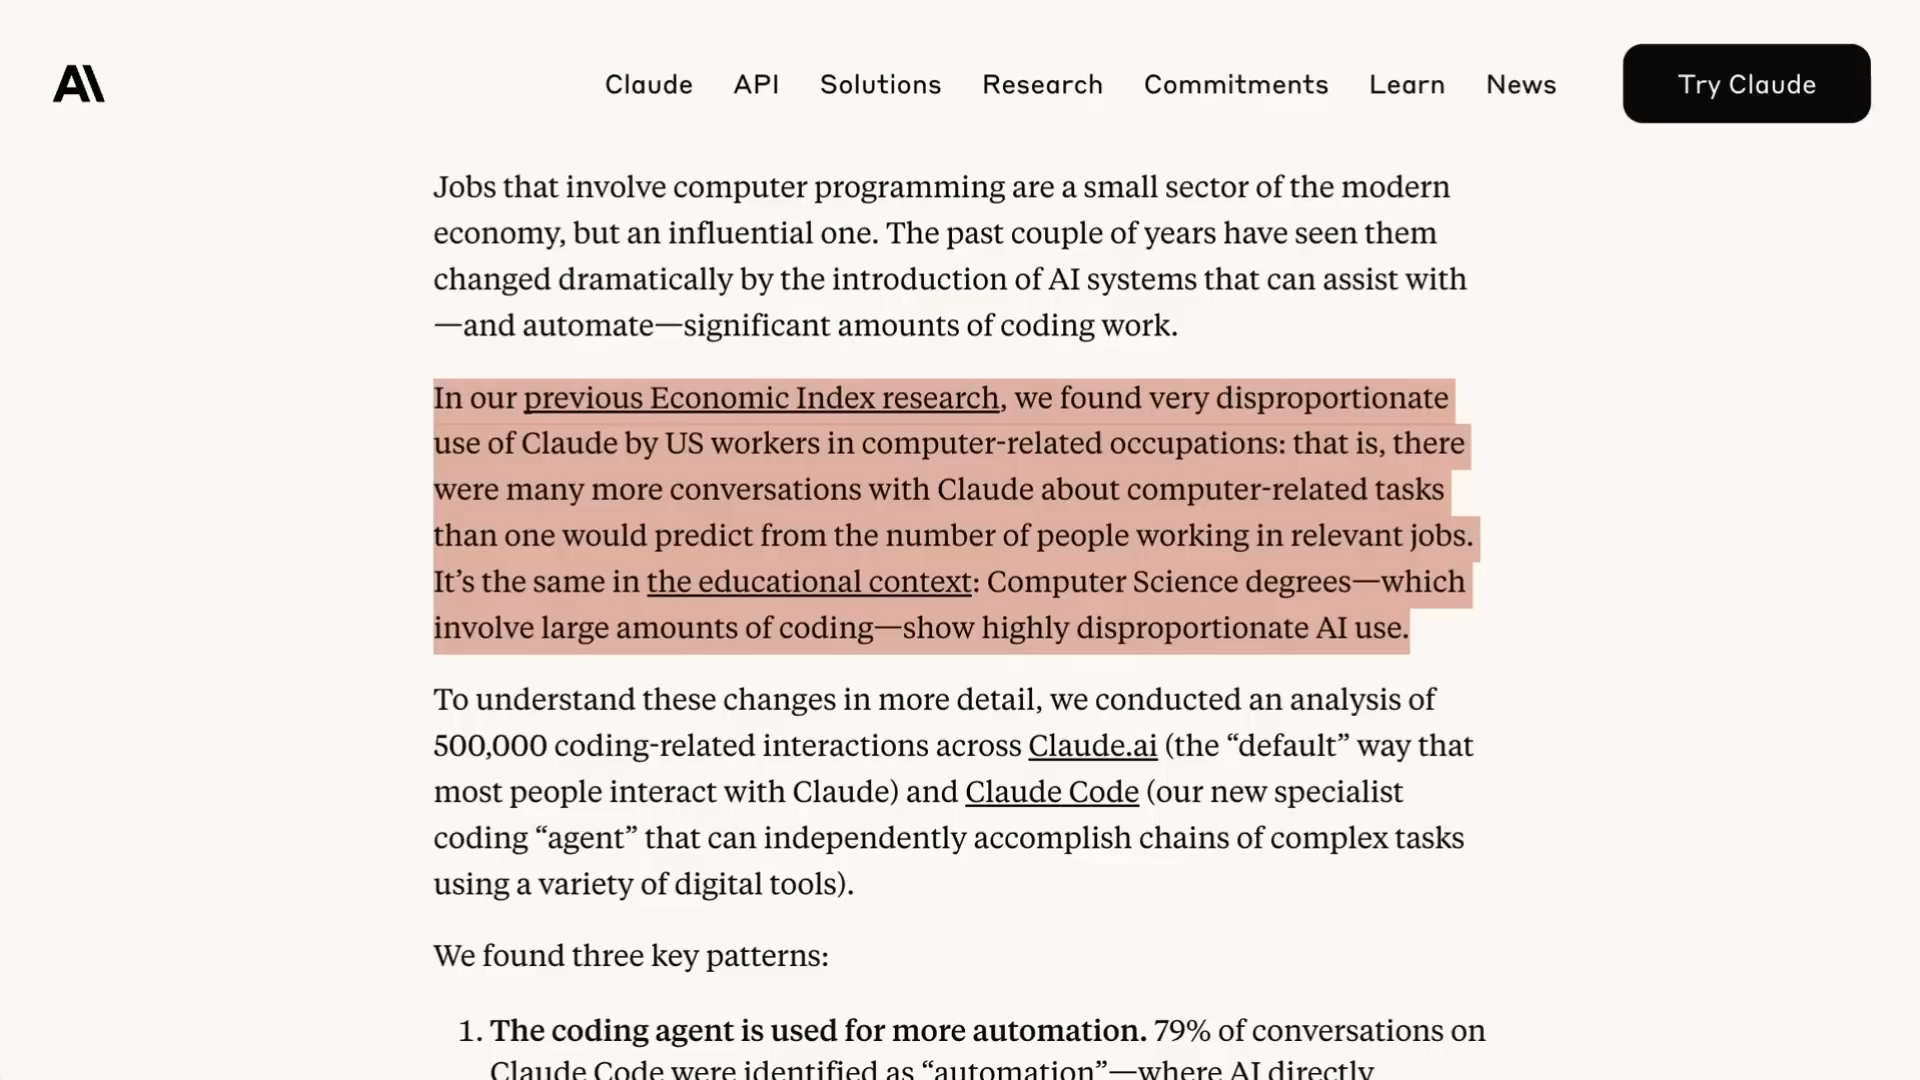 Claude API Solutions Research Commitments Learn News Try Claude
Jobs that involve computer programming are a small sector of the modern
economy, but an influential one. The past couple of years have seen them
changed dramatically by the introduction of AI systems that can assist with
—and automate—significant amounts of coding work.
In our previous Economic Index research, we found very disproportionate
use of Claude by US workers in computer-related occupations: that is, there
were many more conversations with Claude about computer-related tasks
than one would predict from the number of people working in relevant jobs.
It’s the same in the educational context: Computer Science degrees—which
involve large amounts of coding—show highly disproportionate AI use.
To understand these changes in more detail, we conducted an analysis of
500,000 coding-related interactions across Claude.ai (the “default” way that
most people interact with Claude) and Claude Code (our new specialist
coding “agent” that can independently accomplish chains of complex tasks
using a variety of digital tools).
We found three key patterns:
1. The coding agent is used for more automation. 79% of conversations on
Claude Code were identified as “automation”—where AI directly